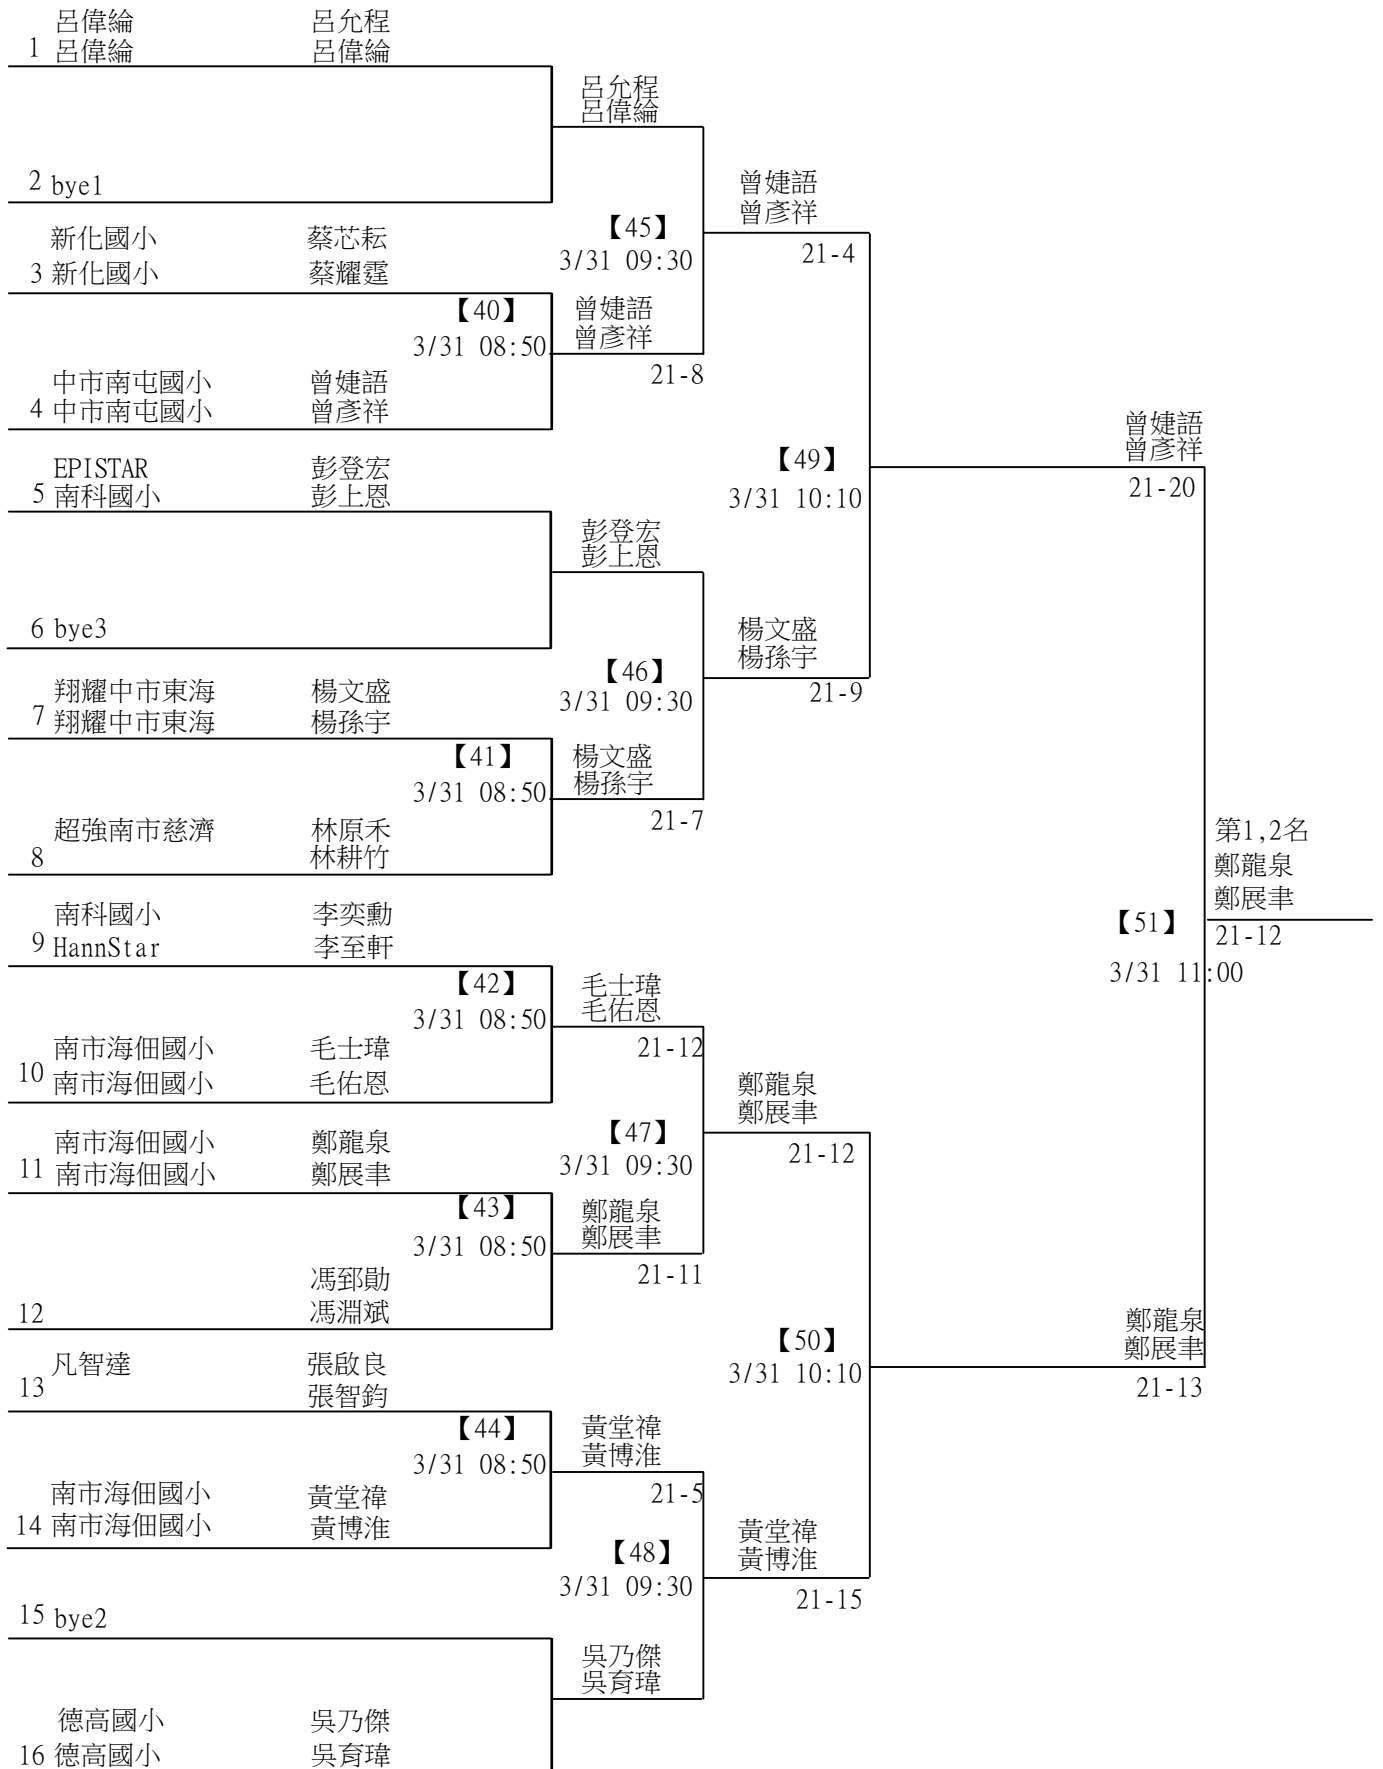 呂偉綸 呂允程
1 呂偉綸 呂偉綸
呂允程
呂偉綸
2 bye1
曾婕語
曾彥祥
【45】
新化國小 蔡芯耘
3/31 09:30
21-4
3 新化國小 蔡耀霆
【40】
曾婕語
3/31 08:50
曾彥祥
21-8
中市南屯國小 曾婕語
4 中市南屯國小 曾彥祥
曾婕語
曾彥祥
EPISTAR 彭登宏
【49】
5 南科國小 彭上恩
3/31 10:10
21-20
彭登宏
彭上恩
6 bye3
楊文盛
楊孫宇
【46】
翔耀中市東海 楊文盛
3/31 09:30
21-9
7 翔耀中市東海 楊孫宇
【41】
楊文盛
3/31 08:50
楊孫宇
21-7
超強南市慈濟 林原禾
8 林耕竹
第1,2名
鄭龍泉
鄭展聿
南科國小 李奕勳
【51】
21-12
9 HannStar 李至軒
3/31 11:00
【42】
毛士瑋
3/31 08:50
毛佑恩
21-12
南市海佃國小 毛士瑋
10 南市海佃國小 毛佑恩
鄭龍泉
鄭展聿
南市海佃國小 鄭龍泉
【47】
21-12
11 南市海佃國小 鄭展聿
3/31 09:30
【43】
鄭龍泉
3/31 08:50
鄭展聿
21-11
馮郅勛
12 馮淵斌
鄭龍泉
【50】
鄭展聿
凡智達 張啟良
3/31 10:10
21-13
13 張智鈞
【44】
黃堂禕
3/31 08:50
黃博淮
21-5
南市海佃國小 黃堂禕
14 南市海佃國小 黃博淮
黃堂禕
黃博淮
【48】
3/31 09:30
21-15
15 bye2
吳乃傑
吳育瑋
德高國小 吳乃傑
16 德高國小 吳育瑋